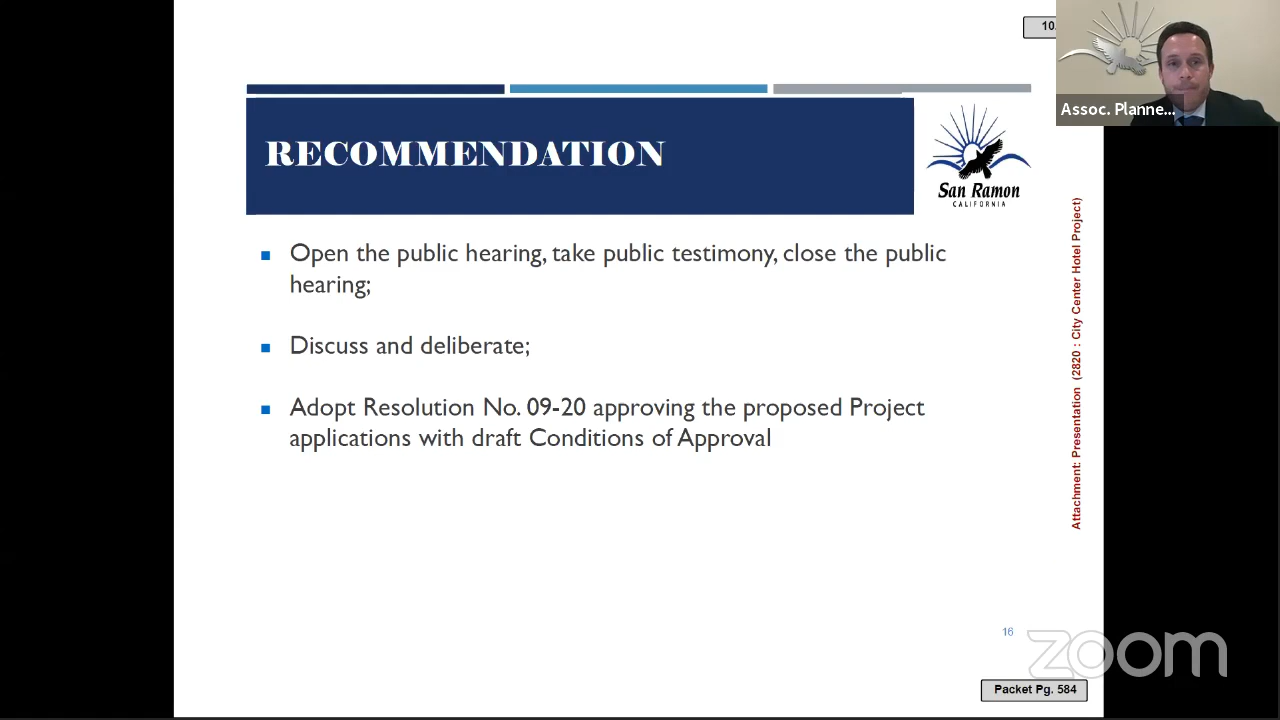 10.
Assoc. Planne...
RECOMMENDATION
San Ramon
CALIFORNIA
Open the public hearing, take public testimony, close the public
hearing;
Discuss and deliberate;
Adopt Resolution No. 09-20 approving the proposed Project
applications with draft Conditions of Approval
Attachment: Presentation (2820 : City Center Hotel Project)
16
zoom
Packet Pg. 584